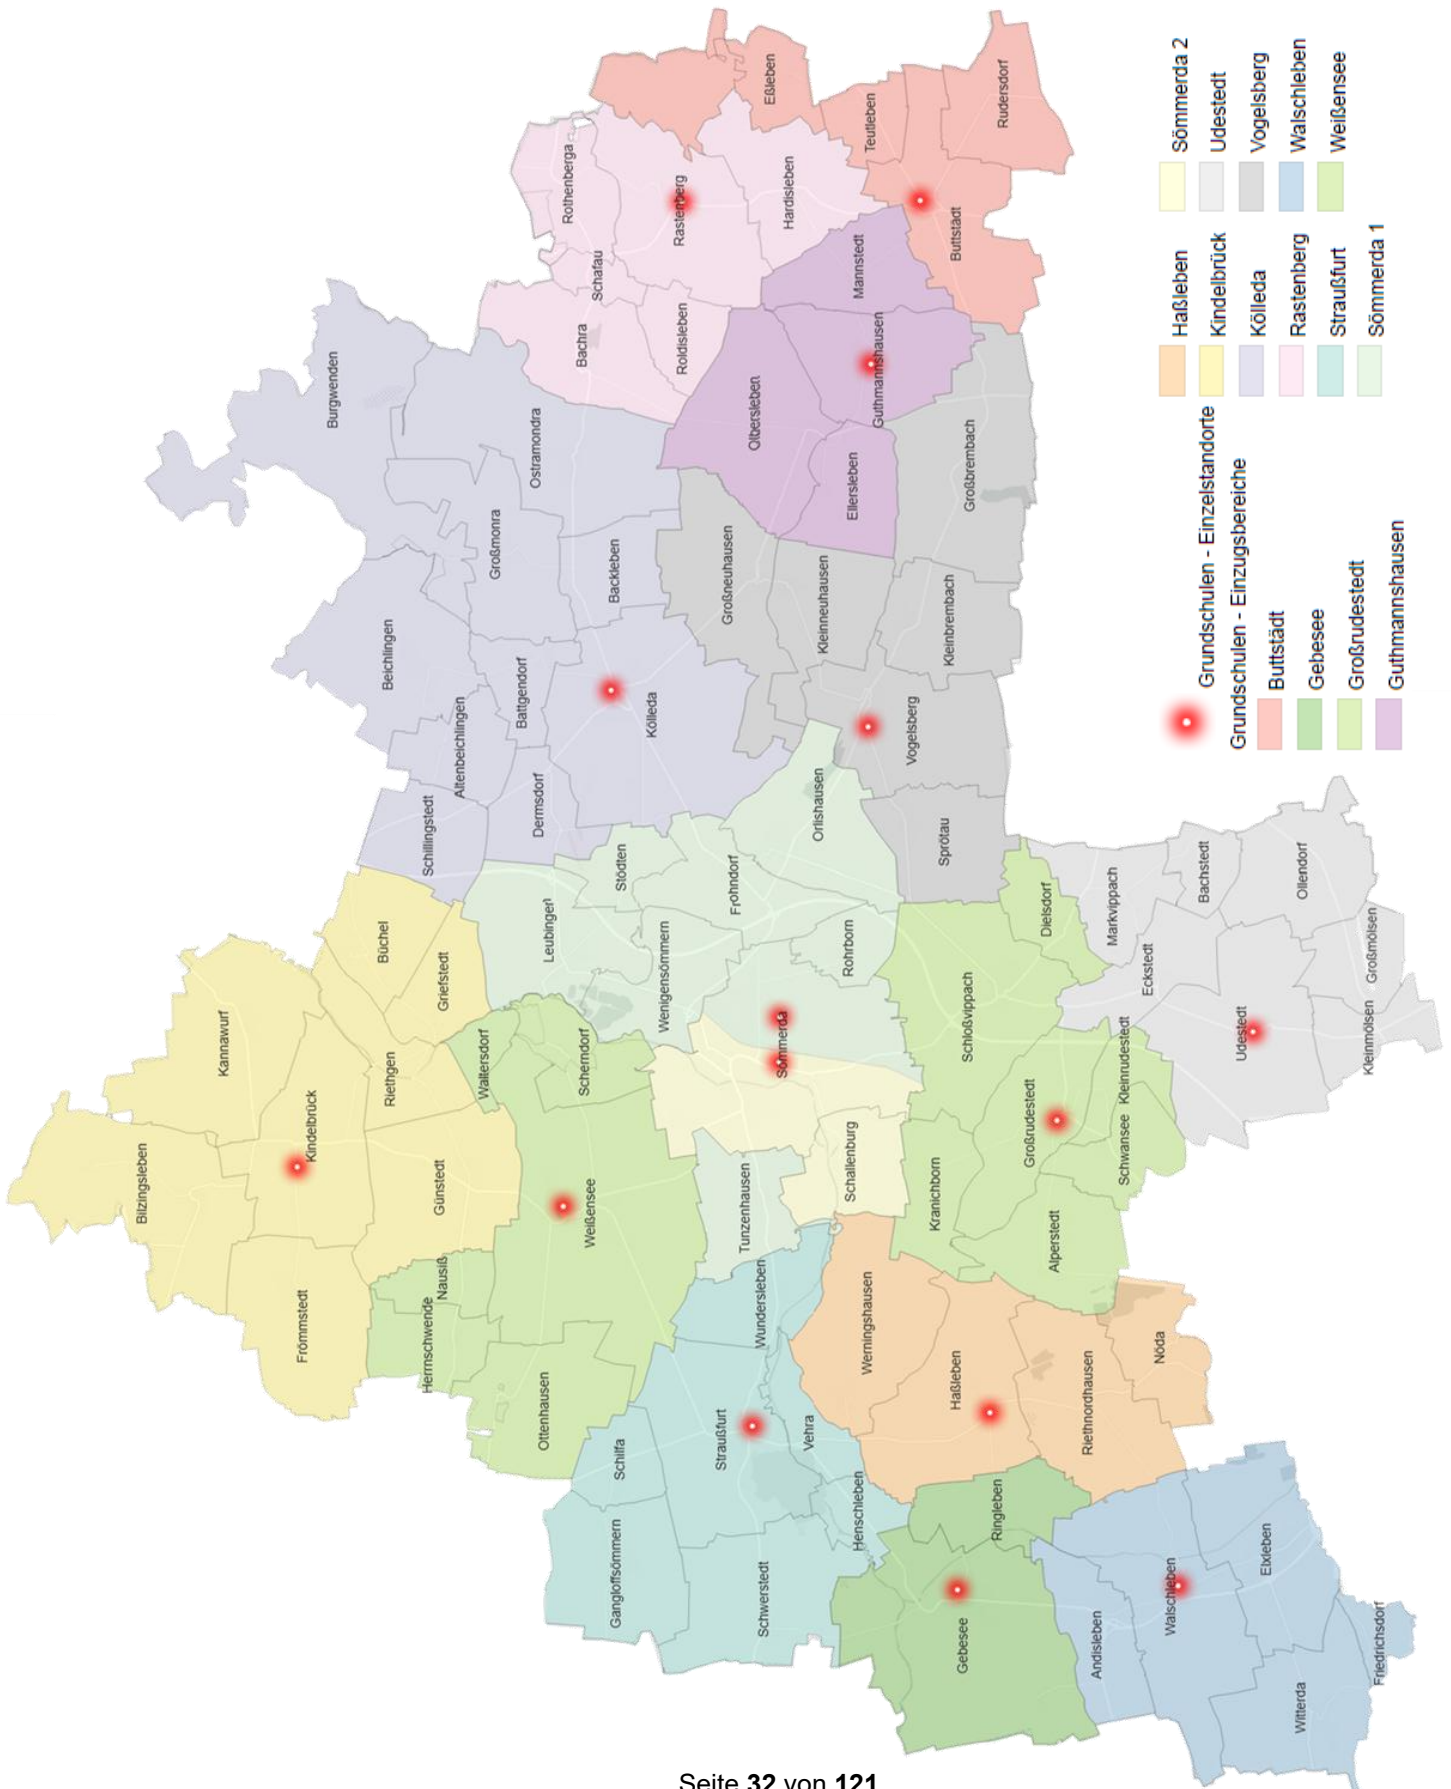 Bilzingsleben
Kannawurf
Kindelbrück
Frömmstedt
Büchel
Griefstedt
Riethgen
Günstedt
Herrnschwende
Nausiß
Waltersdorf
Scherndorf
Weißensee
Ottenhausen
Schilfa
Gangloffsömmern
Straußfurt
Schwerstedt
Wundersleben
Vehra
Henschleben
Tunzenhausen
Schallenburg
Sömmerda
Wenigensömmern
Leubingen
Stödten
Frohndorf
Rohrborn
Orlishausen
Schillingstedt
Altenbeichlingen
Beichlingen
Battgendorf
Dermsdorf
Kölleda
Backleben
Großmonra
Ostramondra
Burgwenden
Bachra
Schafau
Rothenberga
Roldisleben
Rastenberg
Hardisleben
Eßleben
Teutleben
Rudersdorf
Buttstädt
Mannstedt
Guthmannshausen
Olbersleben
Ellersleben
Großneuhausen
Kleinneuhausen
Großbrembach
Kleinbrembach
Vogelsberg
Sprötau
Dielsdorf
Schloßvippach
Markvippach
Bachstedt
Ollendorf
Eckstedt
Großmölsen
Kleinmölsen
Udestedt
Kleinrudestedt
Großrudestedt
Schwansee
Kranichborn
Alperstedt
Werningshausen
Haßleben
Riethnordhausen
Nöda
Ringleben
Gebesee
Andisleben
Walschleben
Elxleben
Witterda
Friedrichsdorf
Grundschulen - Einzelstandorte
Grundschulen - Einzugsbereiche
Buttstädt
Gebesee
Großrudestedt
Guthmannshausen
Haßleben
Kindelbrück
Kölleda
Rastenberg
Straußfurt
Sömmerda 1
Sömmerda 2
Udestedt
Vogelsberg
Walschleben
Weißensee
Seite 32 von 121